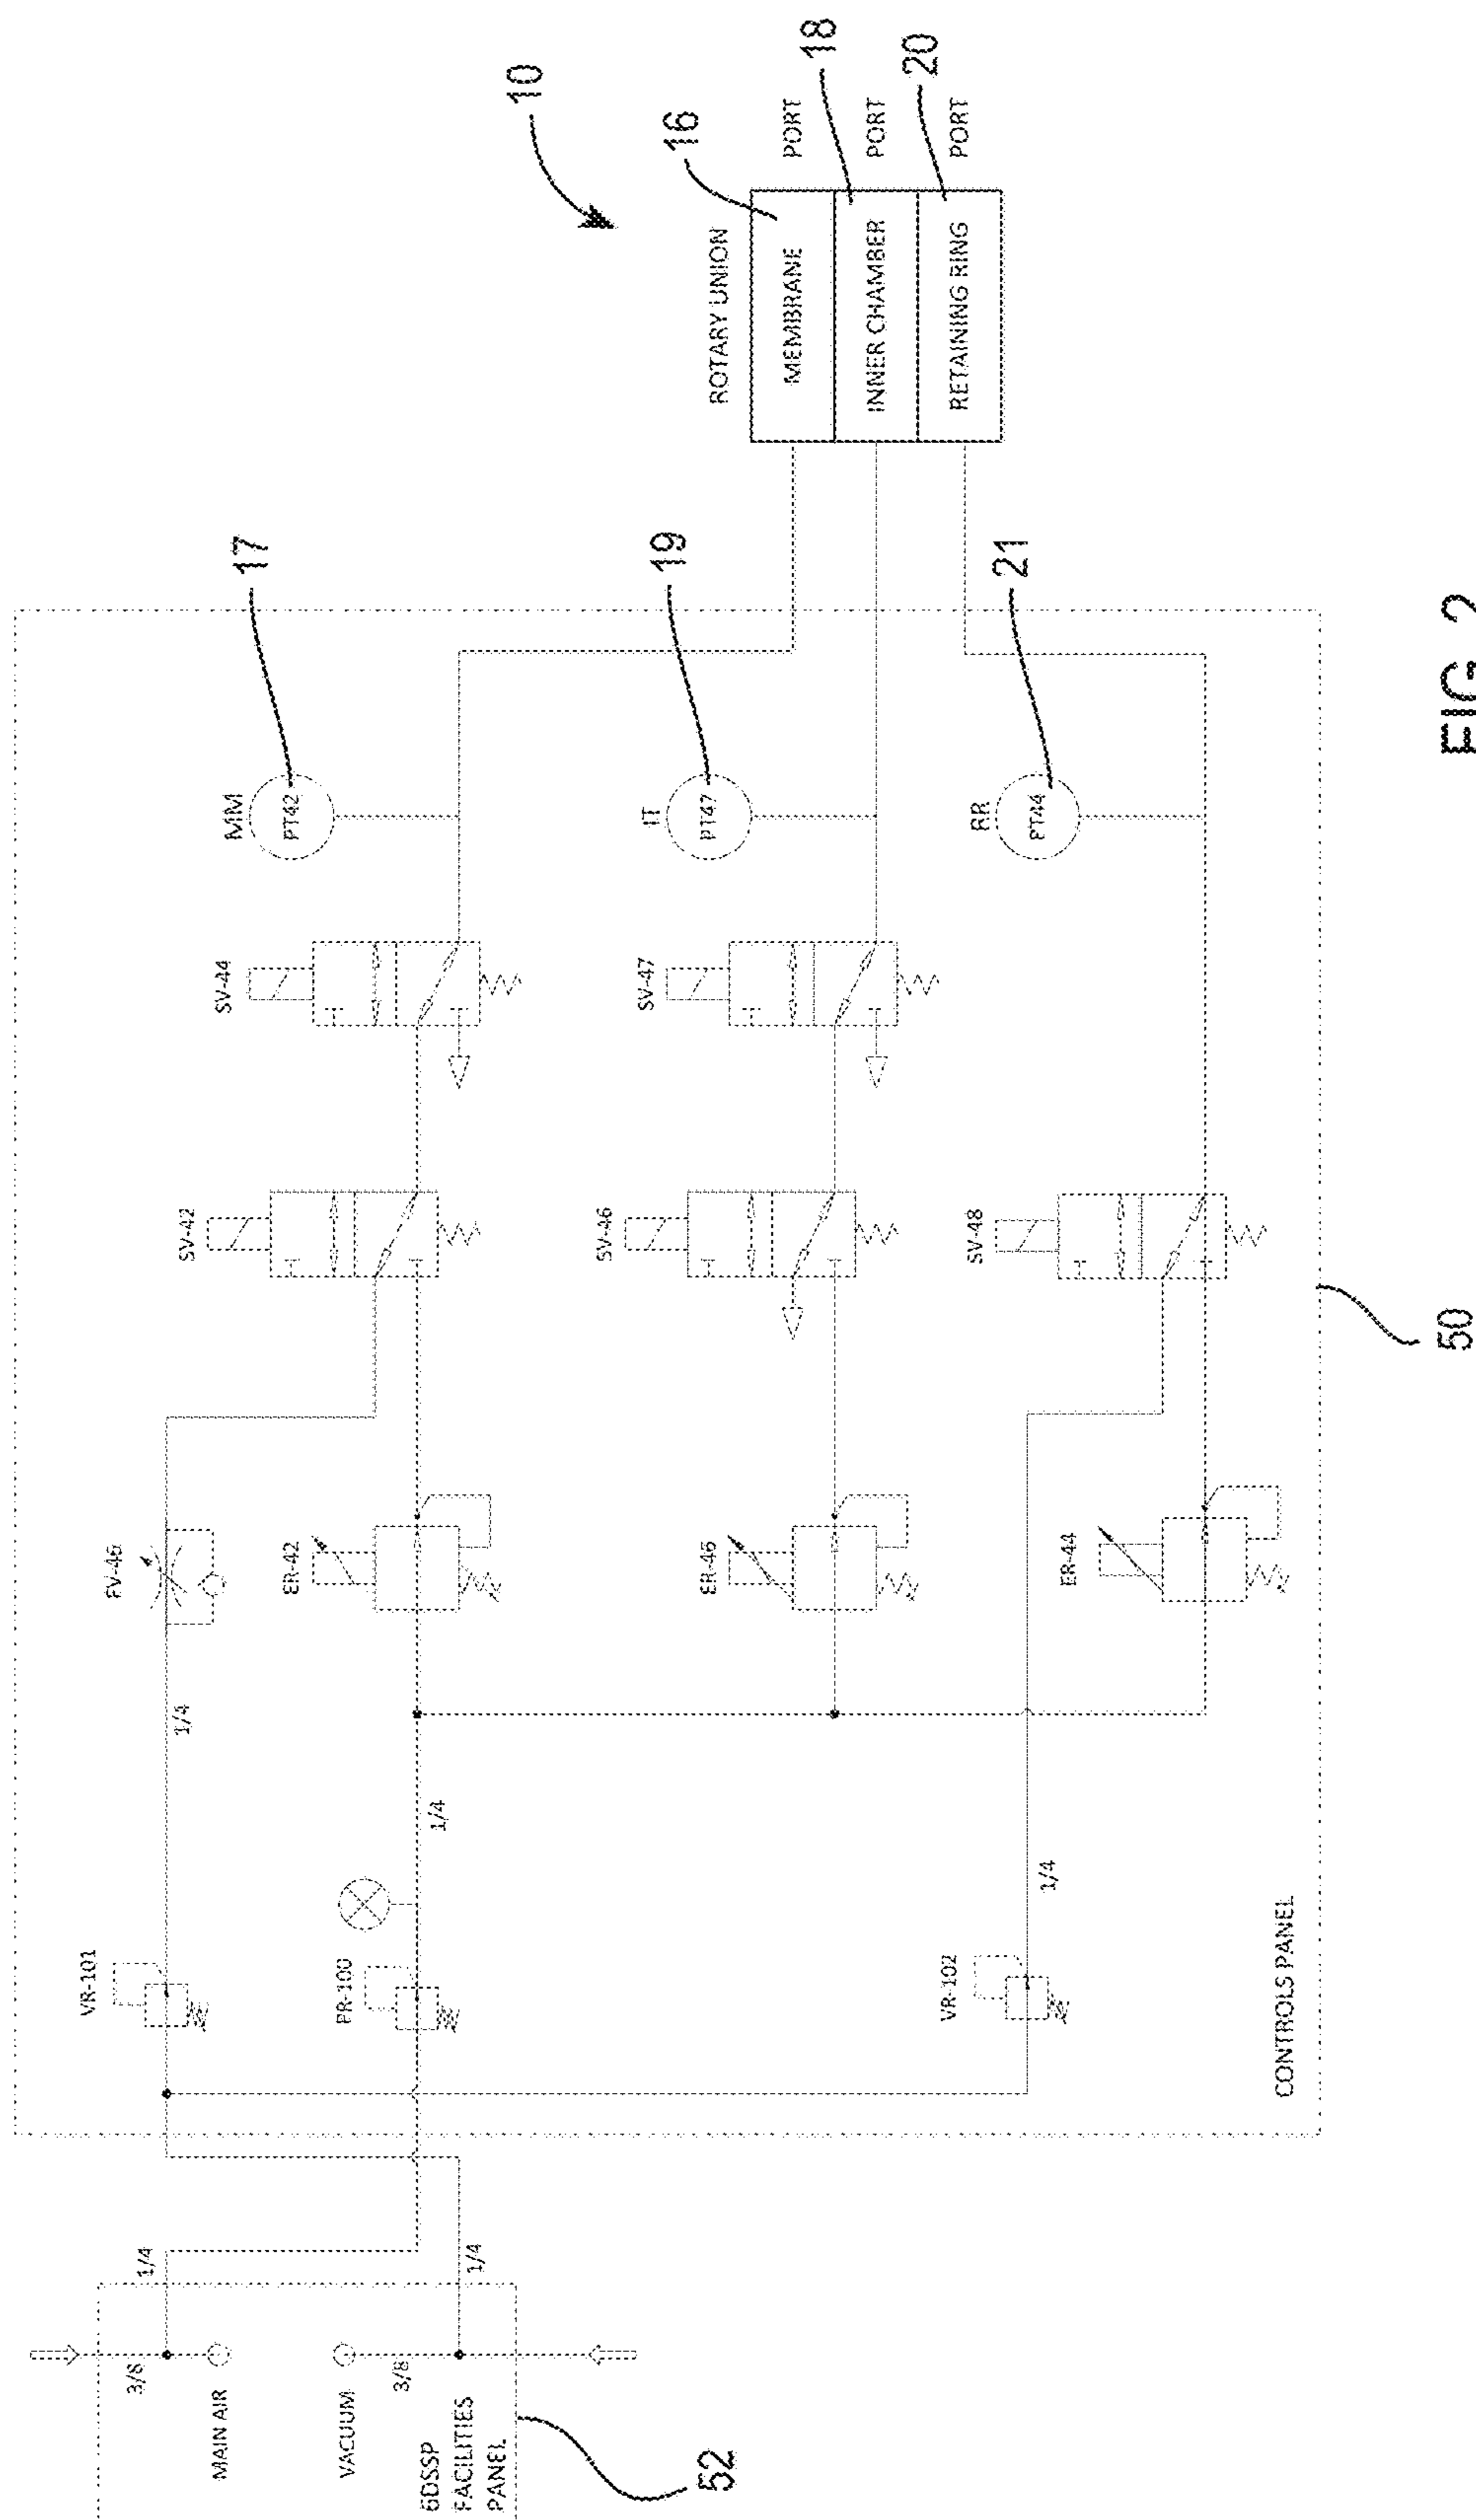 10
16
18
20
ROTARY UNION
MEMBRANE
PORT
INNER CHAMBER
PORT
RETAINING RING
PORT
17
19
21
MM
PT42
IT
PT47
RR
PT44
SV-44
SV-47
SV-42
SV-46
SV-48
FV-46
ER-42
ER-46
ER-44
1/4
1/4
1/4
VR-101
PR-100
VR-102
CONTROLS PANEL
50
1/4
1/4
3/8
MAIN AIR
VACUUM
3/8
6DSSP
FACILITIES
PANEL
52
FIG. 2